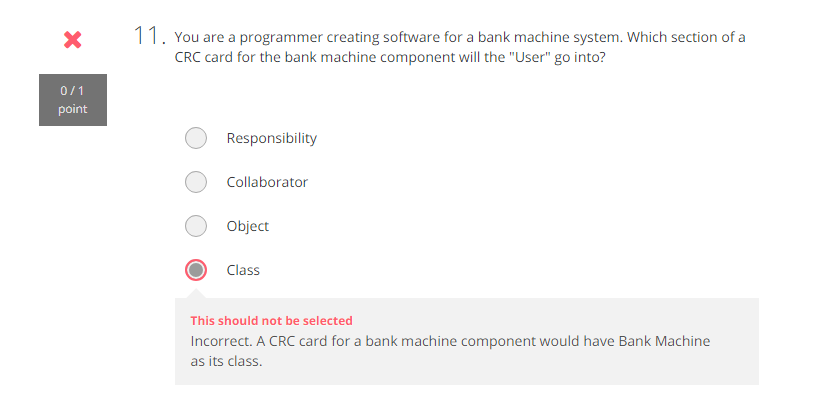 11. You are a programmer creating software for a bank machine system. Which section of a
CRC card for the bank machine component will the "User" go into?
0 / 1
point
Responsibility
Collaborator
Object
Class
This should not be selected
Incorrect. A CRC card for a bank machine component would have Bank Machine
as its class.